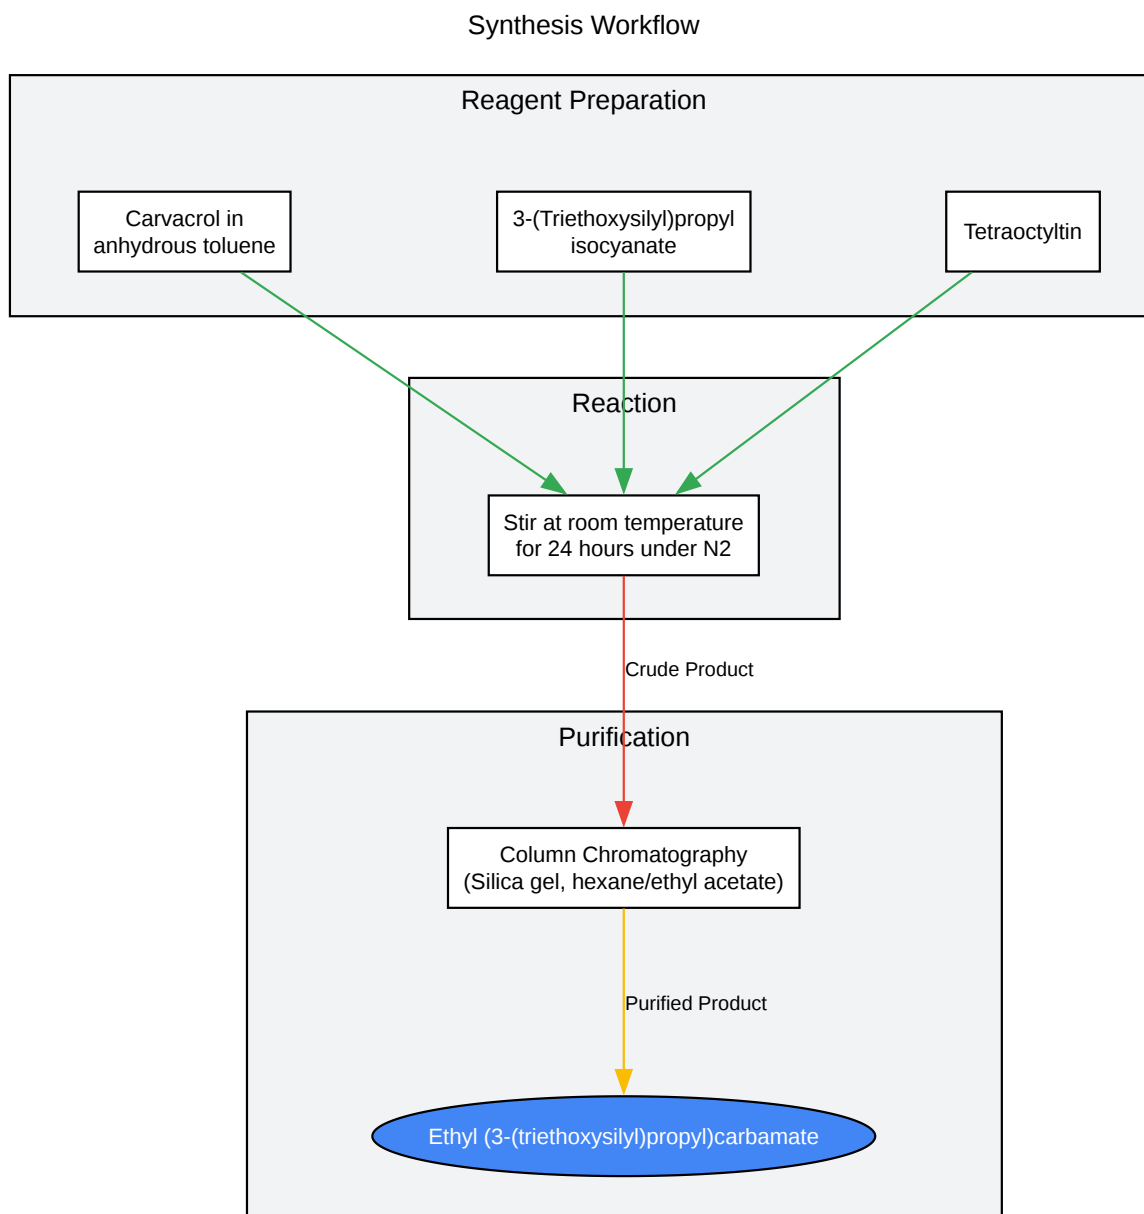 Synthesis Workflow
Reagent Preparation
Carvacrol in
anhydrous toluene
3-(Triethoxysilyl)propyl
isocyanate
Tetraoctyltin
Reaction
Stir at room temperature
for 24 hours under N2
Crude Product
Purification
Column Chromatography
(Silica gel, hexane/ethyl acetate)
Purified Product
Ethyl (3-(triethoxysilyl)propyl)carbamate